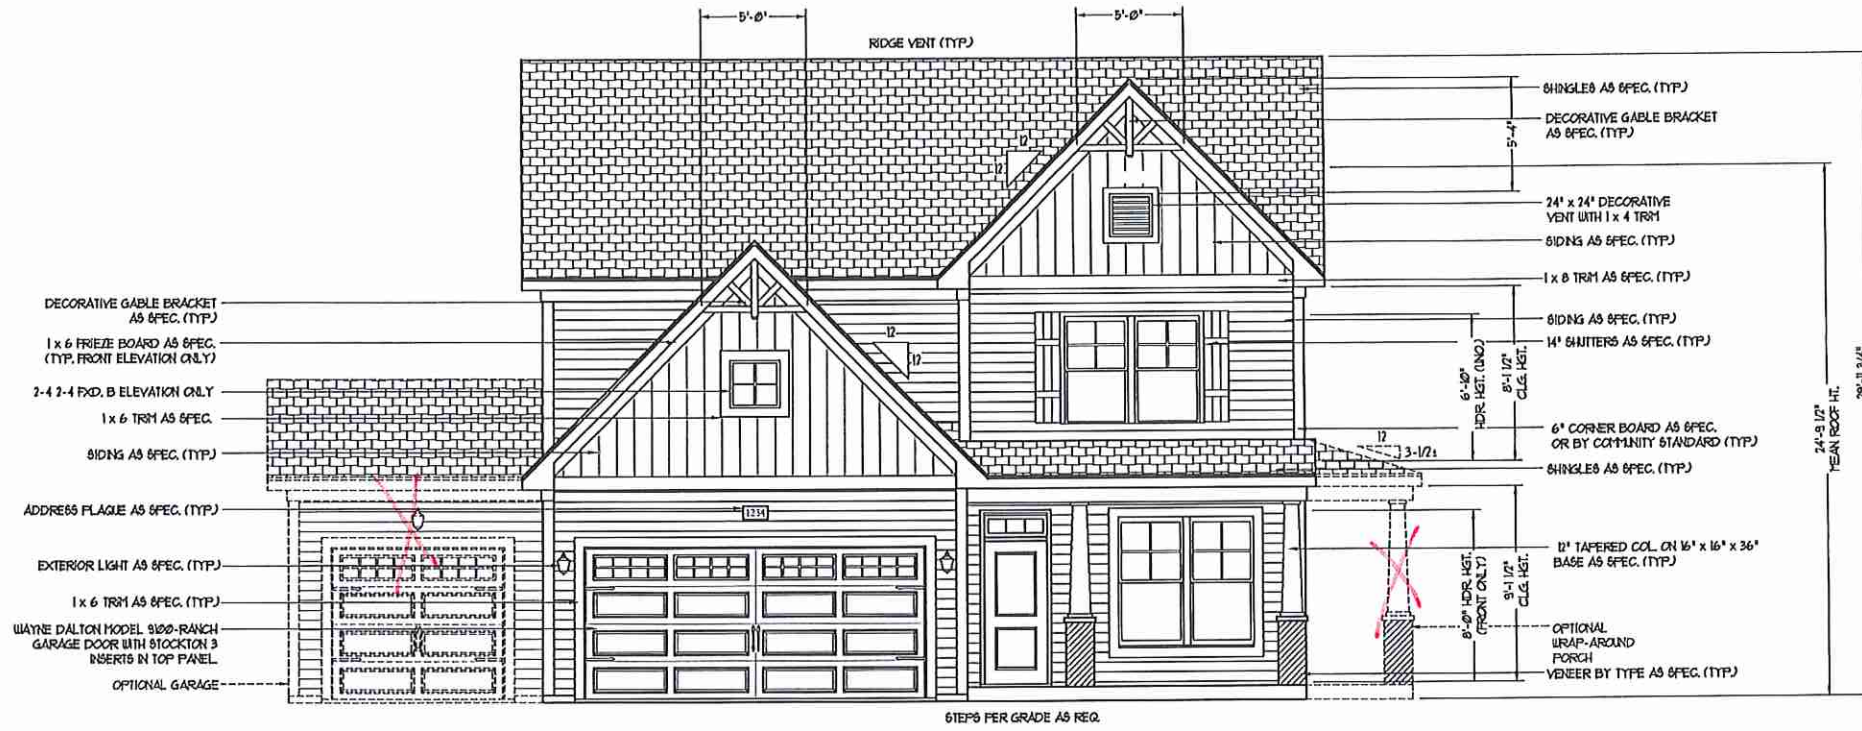 5'-0"
5'-0"
RIDGE VENT (TYP.)
SHINGLES AS SPEC. (TYP.)
DECORATIVE GABLE BRACKET
AS SPEC. (TYP.)
5'-4"
12
12
24" x 24" DECORATIVE
VENT WITH 1 x 4 TRIM
SIDING AS SPEC. (TYP.)
1 x 8 TRIM AS SPEC. (TYP.)
SIDING AS SPEC. (TYP.)
14" SHUTTERS AS SPEC. (TYP.)
6'-10"
HDR. HGT. (UNO.)
8'-1 1/2"
CLG. HGT.
24'-9 1/2"
MEAN ROOF HT.
6" CORNER BOARD AS SPEC.
OR BY COMMUNITY STANDARD (TYP.)
12
3-1/2±
SHINGLES AS SPEC. (TYP.)
12" TAPERED COL. ON 16" x 16" x 36"
BASE AS SPEC. (TYP.)
8'-0" HDR. HGT.
(FRONT ONLY)
9'-1 1/2"
CLG. HGT.
OPTIONAL
WRAP-AROUND
PORCH
VENEER BY TYPE AS SPEC. (TYP.)
DECORATIVE GABLE BRACKET
AS SPEC. (TYP.)
1 x 6 FRIEZE BOARD AS SPEC.
(TYP. FRONT ELEVATION ONLY)
12
12
2-4 2-4 FXD. B ELEVATION ONLY
1 x 6 TRIM AS SPEC.
SIDING AS SPEC. (TYP.)
ADDRESS PLAQUE AS SPEC. (TYP.)
1234
EXTERIOR LIGHT AS SPEC. (TYP.)
1 x 6 TRIM AS SPEC. (TYP.)
WAYNE DALTON MODEL 9100-RANCH
GARAGE DOOR WITH STOCKTON 3
INSERTS IN TOP PANEL
OPTIONAL GARAGE
STEPS PER GRADE AS REQ.